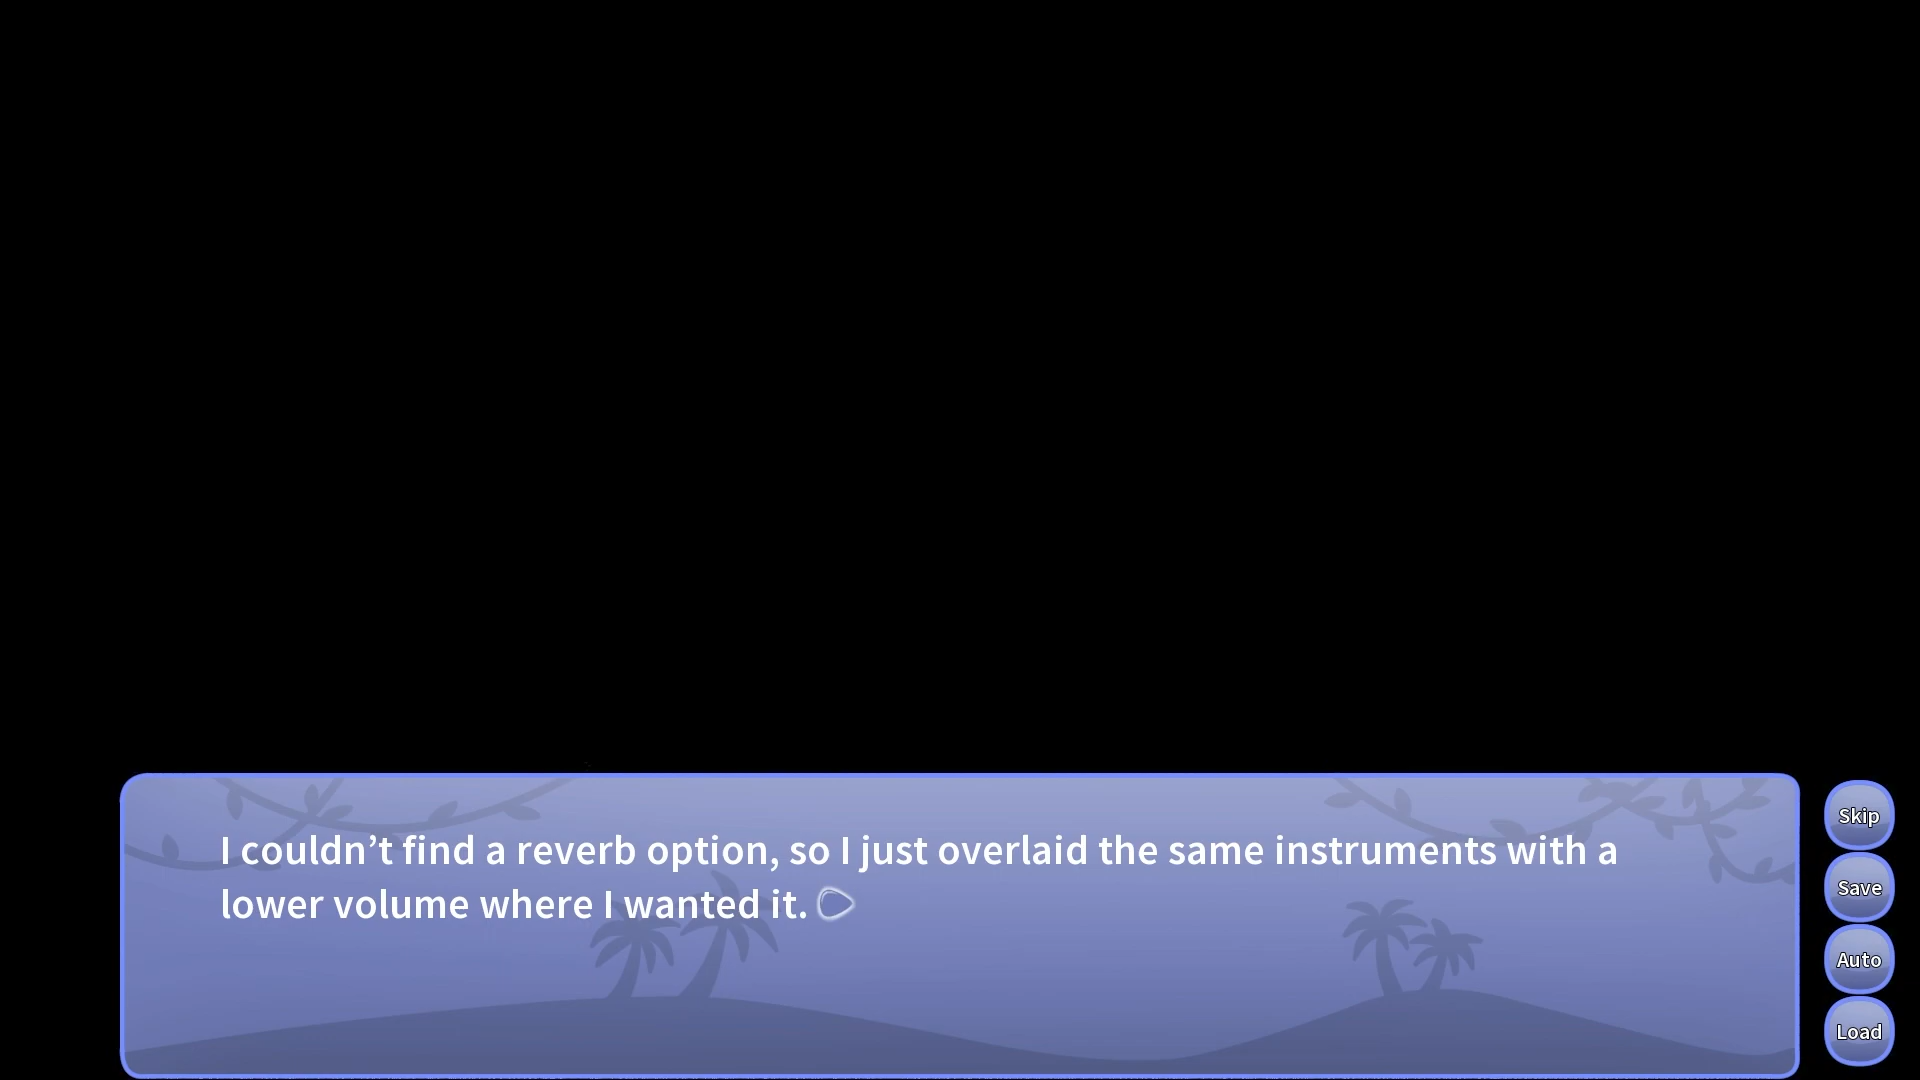 I couldn’t find a reverb option, so I just overlaid the same instruments with a
lower volume where I wanted it.
Skip
Save
Auto
Load